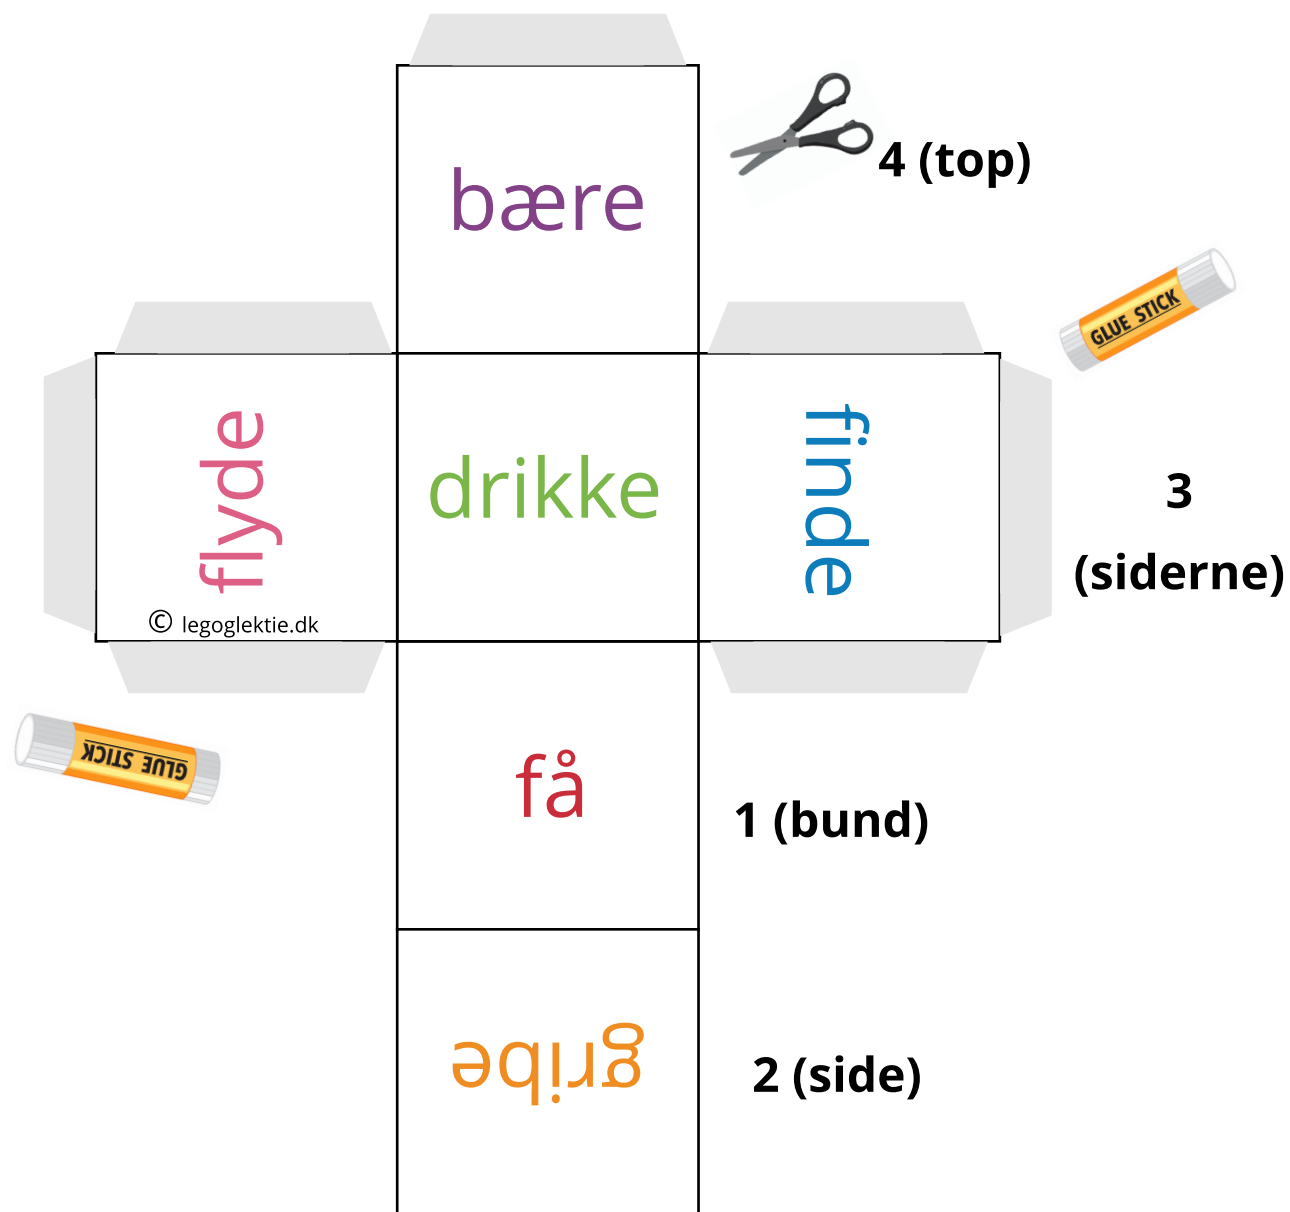 bære
4 (top)
GLUE STICK
flyde
drikke
finde
3
(siderne)
© legoglektie.dk
GLUE STICK
få
1 (bund)
gribe
2 (side)